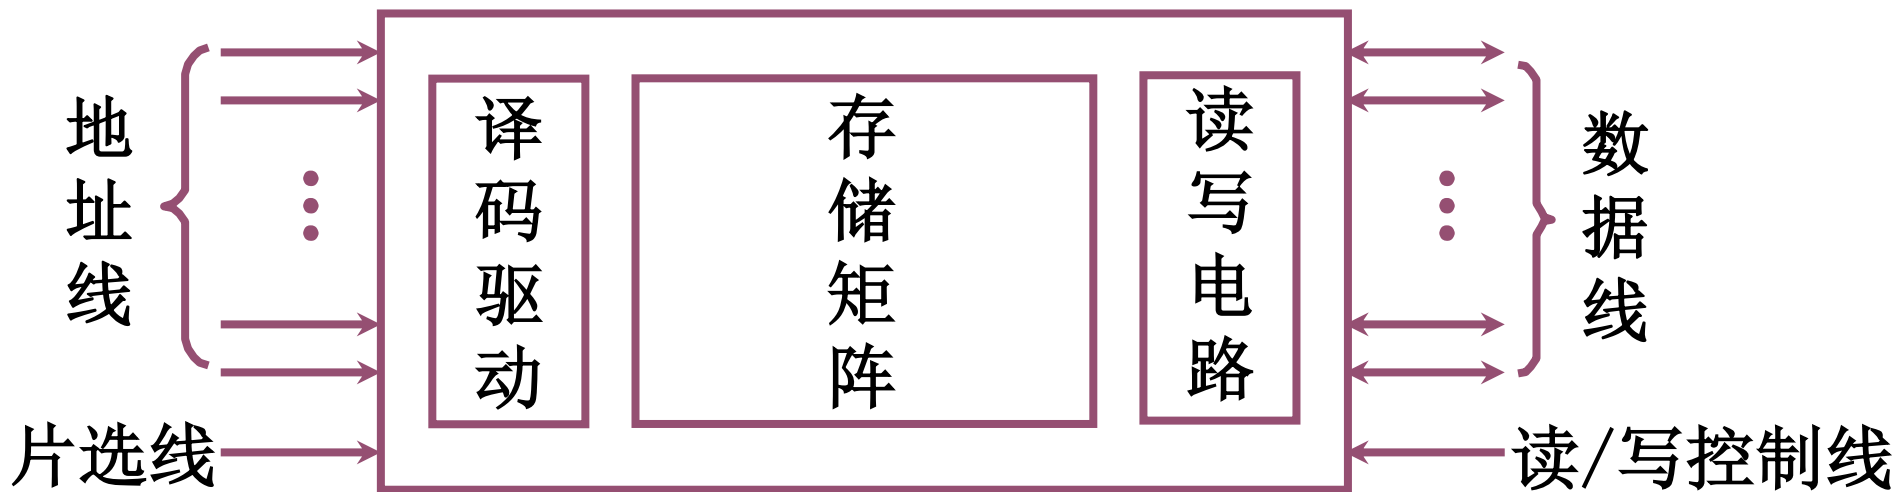 地址线
译码驱动
存储矩阵
读写电路
数据线
片选线
读/写控制线